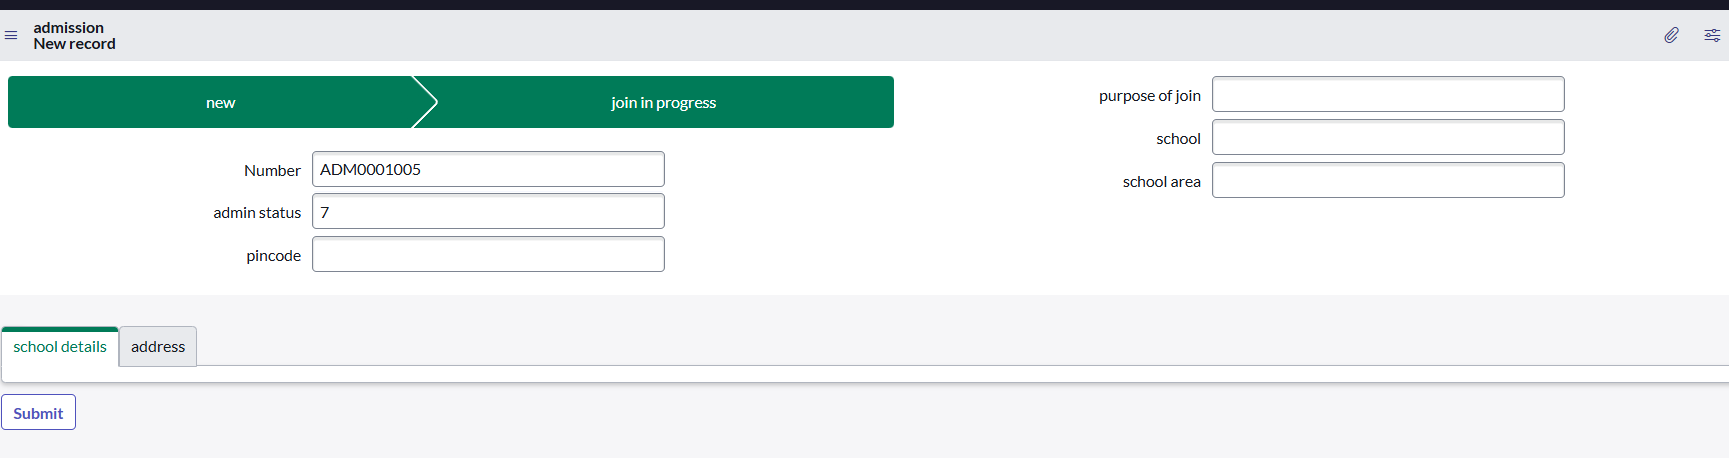 admission
New record
new
join in progress
Number
ADM0001005
admin status
7
pincode
purpose of join
school
school area
school details
address
Submit